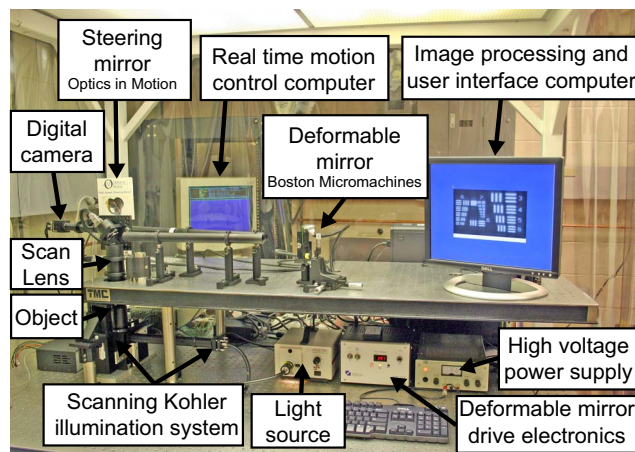 Steering
mirror
Optics in Motion
Real time motion
control computer
Image processing and
user interface computer
Digital
camera
Deformable
mirror
Boston Micromachines
Scan
Lens
TMC
DELL
Object
High voltage
power supply
Scanning Kohler
illumination system
Light
source
Deformable mirror
drive electronics